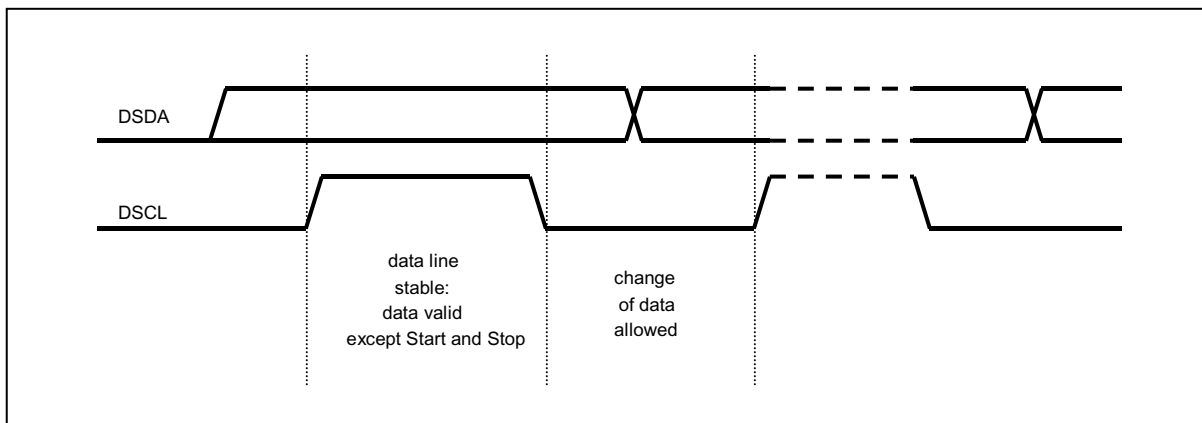 DSDA
DSCL
data line
stable:
data valid
except Start and Stop
change
of data
allowed